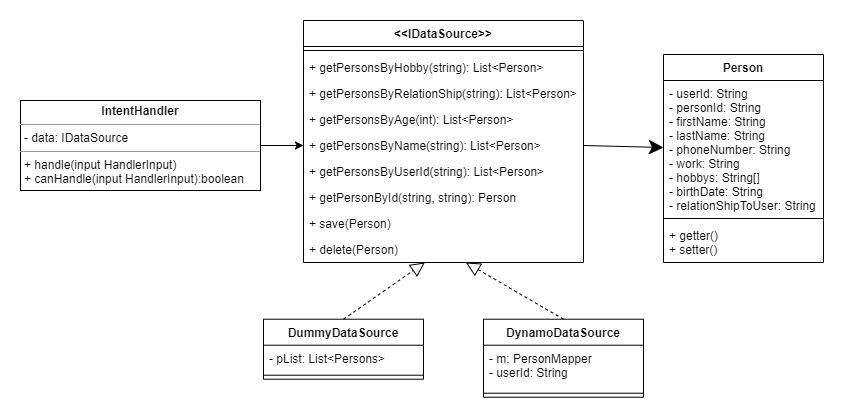 IntentHandler
- data: IDataSource
+ handle(input HandlerInput)
+ canHandle(input HandlerInput):boolean
<<IDataSource>>
+ getPersonsByHobby(string): List<Person>
+ getPersonsByRelationShip(string): List<Person>
+ getPersonsByAge(int): List<Person>
+ getPersonsByName(string): List<Person>
+ getPersonsByUserId(string): List<Person>
+ getPersonById(string, string): Person
+ save(Person)
+ delete(Person)
Person
- userId: String
- personId: String
- firstName: String
- lastName: String
- phoneNumber: String
- work: String
- hobbys: String[]
- birthDate: String
- relationShipToUser: String
+ getter()
+ setter()
DummyDataSource
- pList: List<Persons>
DynamoDataSource
- m: PersonMapper
- userId: String